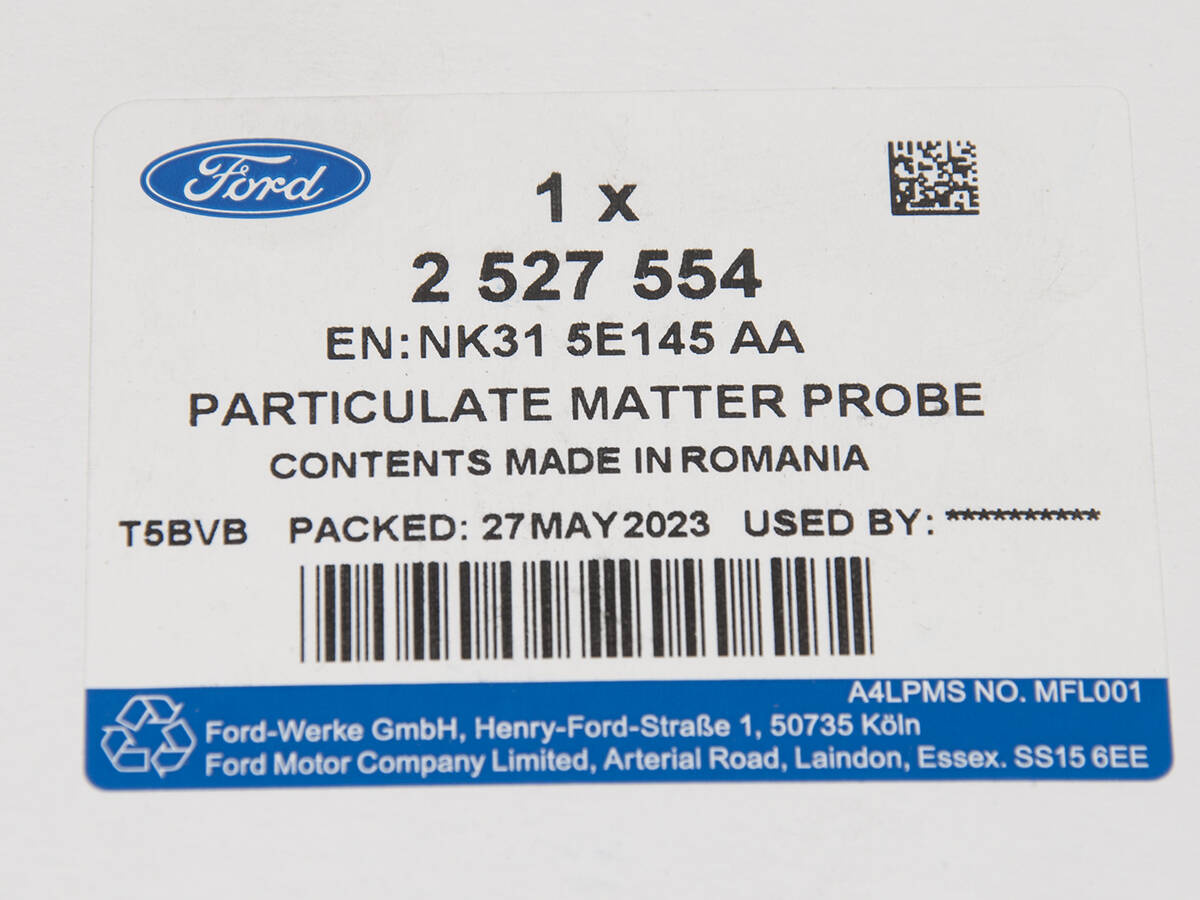 Ford
1 x
2 527 554
EN: NK31 5E145 AA
PARTICULATE MATTER PROBE
CONTENTS MADE IN ROMANIA
T5BVB PACKED: 27MAY2023 USED BY: **********
A4LPMS NO. MFL001
Ford-Werke GmbH, Henry-Ford-Straße 1, 50735 Köln
Ford Motor Company Limited, Arterial Road, Laindon, Essex. SS15 6EE